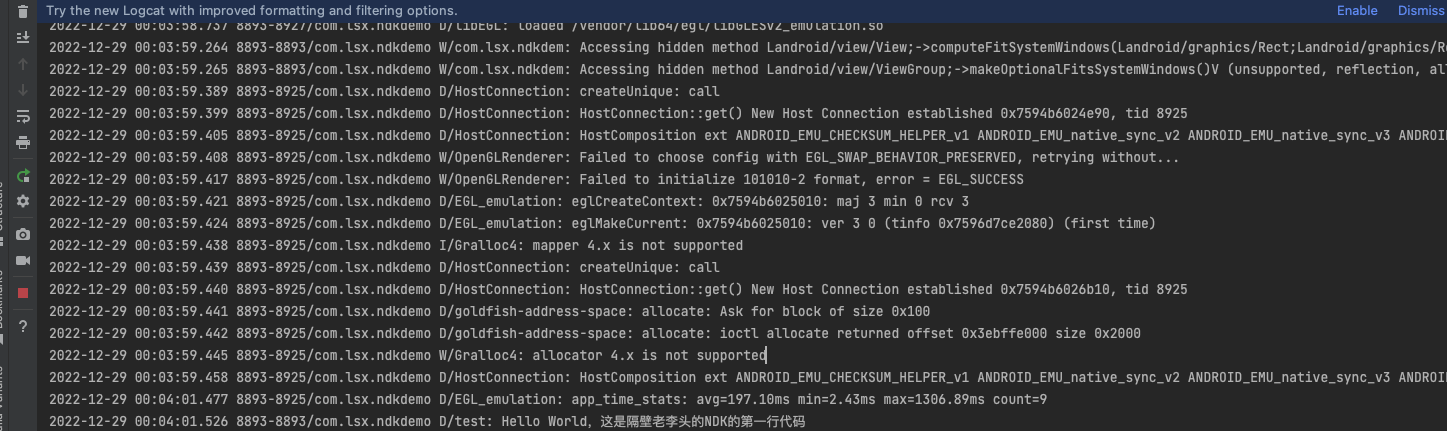 Try the new Logcat with improved formatting and filtering options. Enable Dismiss
2022-12-29 00:03:58.737 8893-8927/com.lsx.ndkdemo D/libEGL: loaded /vendor/lib64/egl/libGLESv2_emulation.so
2022-12-29 00:03:59.264 8893-8893/com.lsx.ndkdemo W/com.lsx.ndkdem: Accessing hidden method Landroid/view/View;->computeFitSystemWindows(Landroid/graphics/Rect;Landroid/graphics/Re
2022-12-29 00:03:59.265 8893-8893/com.lsx.ndkdemo W/com.lsx.ndkdem: Accessing hidden method Landroid/view/ViewGroup;->makeOptionalFitsSystemWindows()V (unsupported, reflection, all
2022-12-29 00:03:59.389 8893-8925/com.lsx.ndkdemo D/HostConnection: createUnique: call
2022-12-29 00:03:59.399 8893-8925/com.lsx.ndkdemo D/HostConnection: HostConnection::get() New Host Connection established 0x7594b6024e90, tid 8925
2022-12-29 00:03:59.405 8893-8925/com.lsx.ndkdemo D/HostConnection: HostComposition ext ANDROID_EMU_CHECKSUM_HELPER_v1 ANDROID_EMU_native_sync_v2 ANDROID_EMU_native_sync_v3 ANDROI
2022-12-29 00:03:59.408 8893-8925/com.lsx.ndkdemo W/OpenGLRenderer: Failed to choose config with EGL_SWAP_BEHAVIOR_PRESERVED, retrying without...
2022-12-29 00:03:59.417 8893-8925/com.lsx.ndkdemo W/OpenGLRenderer: Failed to initialize 101010-2 format, error = EGL_SUCCESS
2022-12-29 00:03:59.421 8893-8925/com.lsx.ndkdemo D/EGL_emulation: eglCreateContext: 0x7594b6025010: maj 3 min 0 rcv 3
2022-12-29 00:03:59.424 8893-8925/com.lsx.ndkdemo D/EGL_emulation: eglMakeCurrent: 0x7594b6025010: ver 3 0 (tinfo 0x7596d7ce2080) (first time)
2022-12-29 00:03:59.438 8893-8925/com.lsx.ndkdemo I/Gralloc4: mapper 4.x is not supported
2022-12-29 00:03:59.439 8893-8925/com.lsx.ndkdemo D/HostConnection: createUnique: call
2022-12-29 00:03:59.440 8893-8925/com.lsx.ndkdemo D/HostConnection: HostConnection::get() New Host Connection established 0x7594b6026b10, tid 8925
2022-12-29 00:03:59.441 8893-8925/com.lsx.ndkdemo D/goldfish-address-space: allocate: Ask for block of size 0x100
2022-12-29 00:03:59.442 8893-8925/com.lsx.ndkdemo D/goldfish-address-space: allocate: ioctl allocate returned offset 0x3ebffe000 size 0x2000
2022-12-29 00:03:59.445 8893-8925/com.lsx.ndkdemo W/Gralloc4: allocator 4.x is not supported
2022-12-29 00:03:59.458 8893-8925/com.lsx.ndkdemo D/HostConnection: HostComposition ext ANDROID_EMU_CHECKSUM_HELPER_v1 ANDROID_EMU_native_sync_v2 ANDROID_EMU_native_sync_v3 ANDROI
2022-12-29 00:04:01.477 8893-8925/com.lsx.ndkdemo D/EGL_emulation: app_time_stats: avg=197.10ms min=2.43ms max=1306.89ms count=9
2022-12-29 00:04:01.526 8893-8893/com.lsx.ndkdemo D/test: Hello World，这是隔壁老李头的NDK的第一行代码